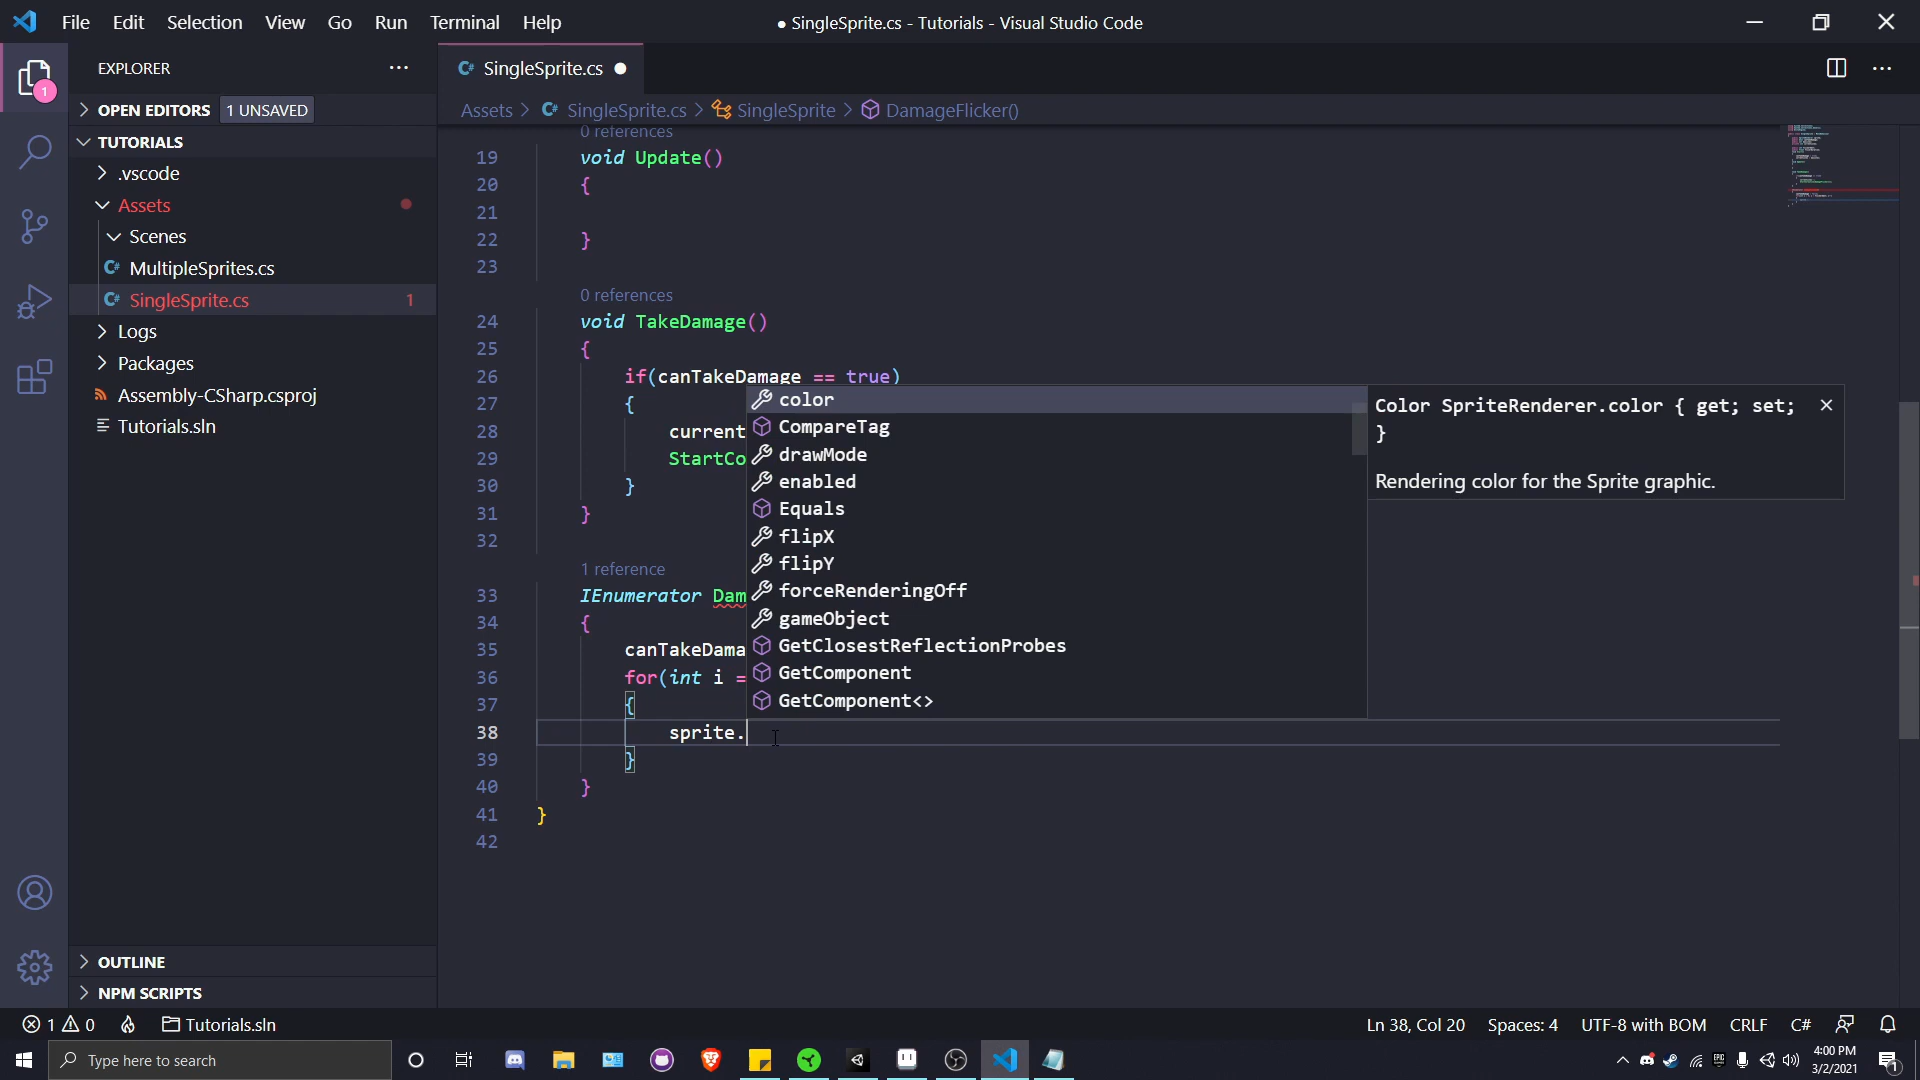 File Edit Selection View Go Run Terminal Help
● SingleSprite.cs - Tutorials - Visual Studio Code
EXPLORER
OPEN EDITORS 1 UNSAVED
TUTORIALS
.vscode
Assets
Scenes
C# MultipleSprites.cs
C# SingleSprite.cs 1
Logs
Packages
Assembly-CSharp.csproj
Tutorials.sln
OUTLINE
NPM SCRIPTS
1
C# SingleSprite.cs ●
Assets > C# SingleSprite.cs > SingleSprite > DamageFlicker()
0 references
19 void Update()
20 {
21
22 }
23
0 references
24 void TakeDamage()
25 {
26 if(canTakeDamage == true)
27 {
28 current
29 StartCo
30 }
31 }
32
1 reference
33 IEnumerator Dam
34 {
35 canTakeDama
36 for(int i =
37 {
38 sprite.
39 }
40 }
41 }
42
color
CompareTag
drawMode
enabled
Equals
flipX
flipY
forceRenderingOff
gameObject
GetClosestReflectionProbes
GetComponent
GetComponent<>
Color SpriteRenderer.color { get; set;
}
Rendering color for the Sprite graphic.
1 0 Tutorials.sln
Ln 38, Col 20 Spaces: 4 UTF-8 with BOM CRLF C#
Type here to search
EPIC
4:00 PM
3/2/2021
1